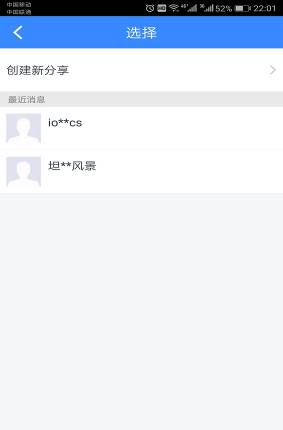 中国移动
中国联通
52% 22:01
选择
创建新分享
最近消息
io**cs
坦**风景